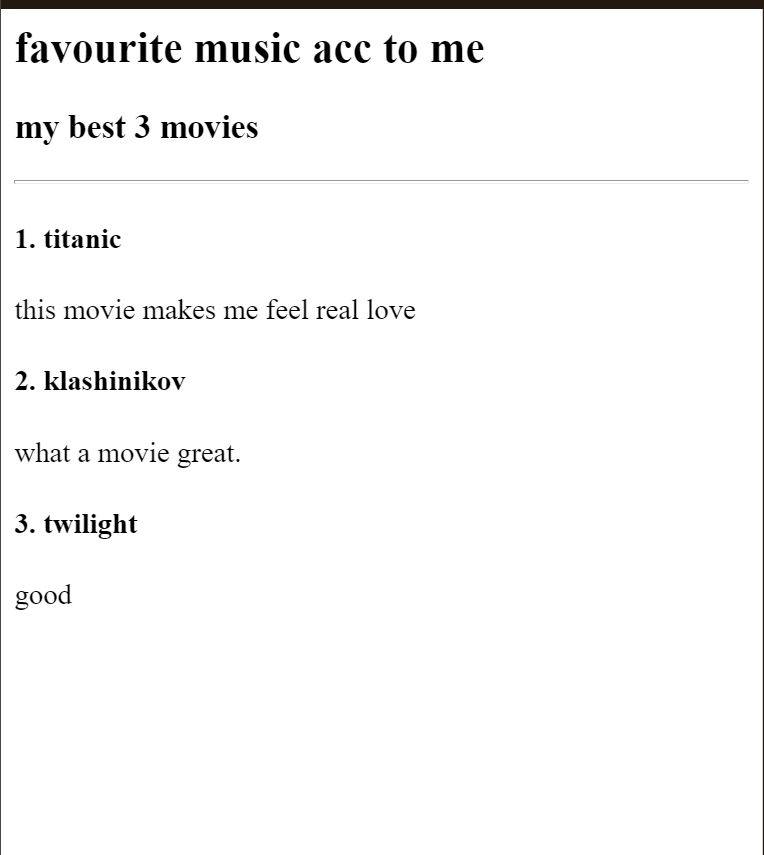 favourite music acc to me
my best 3 movies
1. titanic
this movie makes me feel real love
2. klashinikov
what a movie great.
3. twilight
good